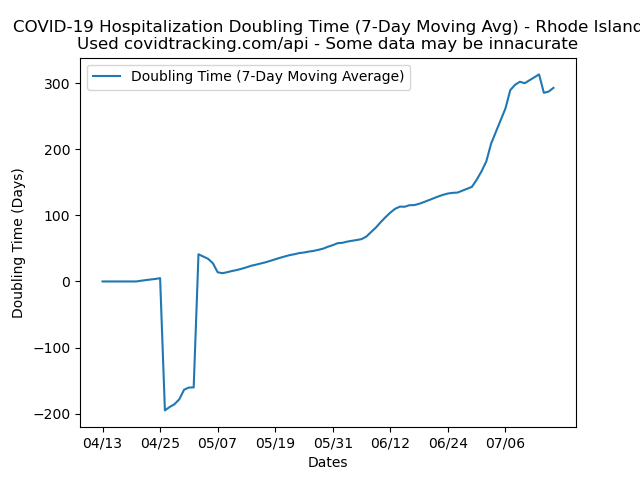 COVID-19 Hospitalization Doubling Time (7-Day Moving Avg) - Rhode Island
Used covidtracking.com/api - Some data may be innacurate
Doubling Time (7-Day Moving Average)
300
200
100
0
−100
−200
Doubling Time (Days)
04/13 04/25 05/07 05/19 05/31 06/12 06/24 07/06
Dates